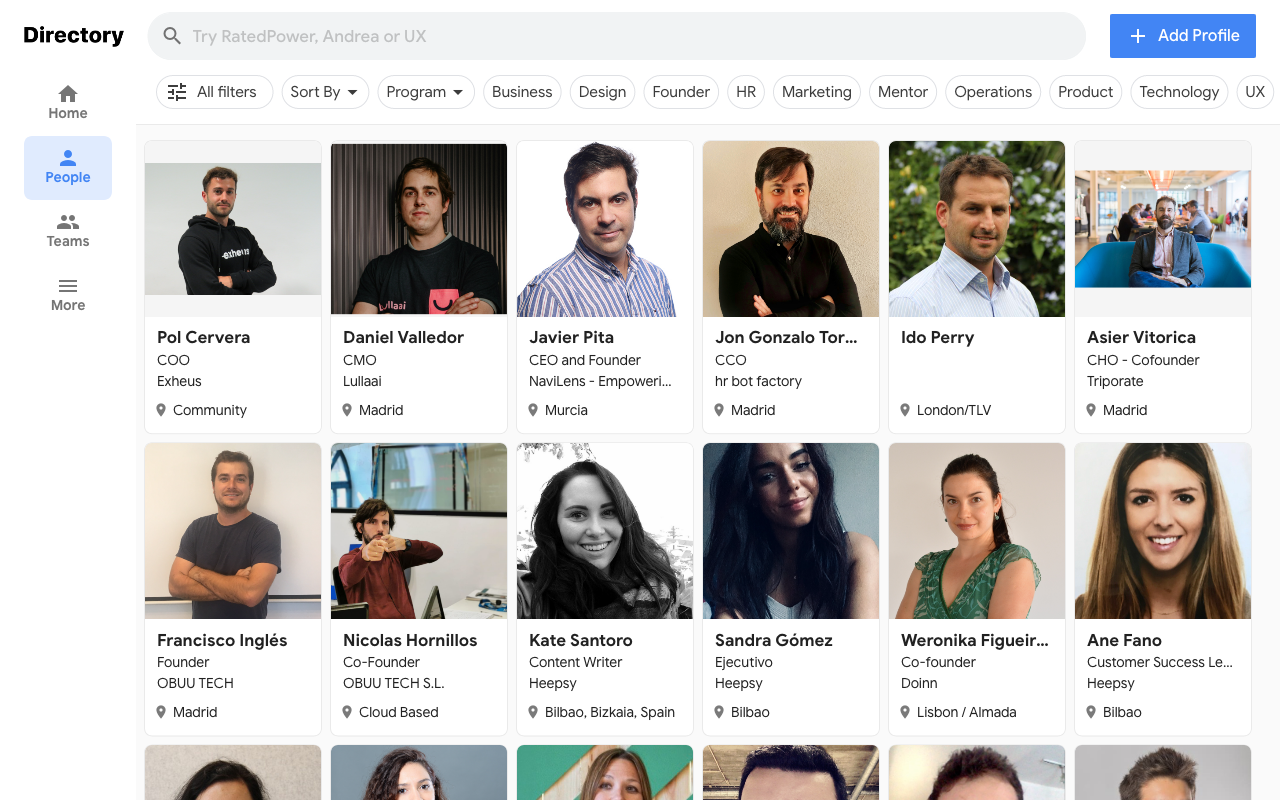 Directory
Try RatedPower, Andrea or UX
Add Profile
Home
People
Teams
More
All filters
Sort By
Program
Business
Design
Founder
HR
Marketing
Mentor
Operations
Product
Technology
UX
Pol Cervera
COO
Exheus
Community
Daniel Valledor
CMO
Lullaai
Madrid
Javier Pita
CEO and Founder
NaviLens - Empoweri...
Murcia
Jon Gonzalo Tor...
CCO
hr bot factory
Madrid
Ido Perry
London/TLV
Asier Vitorica
CHO - Cofounder
Triporate
Madrid
Francisco Inglés
Founder
OBUU TECH
Madrid
Nicolas Hornillos
Co-Founder
OBUU TECH S.L.
Cloud Based
Kate Santoro
Content Writer
Heepsy
Bilbao, Bizkaia, Spain
Sandra Gómez
Ejecutivo
Heepsy
Bilbao
Weronika Figueir...
Co-founder
Doinn
Lisbon / Almada
Ane Fano
Customer Success Le...
Heepsy
Bilbao